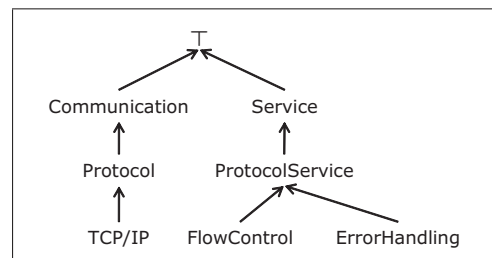 ⊤
Communication Service
Protocol ProtocolService
TCP/IP FlowControl ErrorHandling